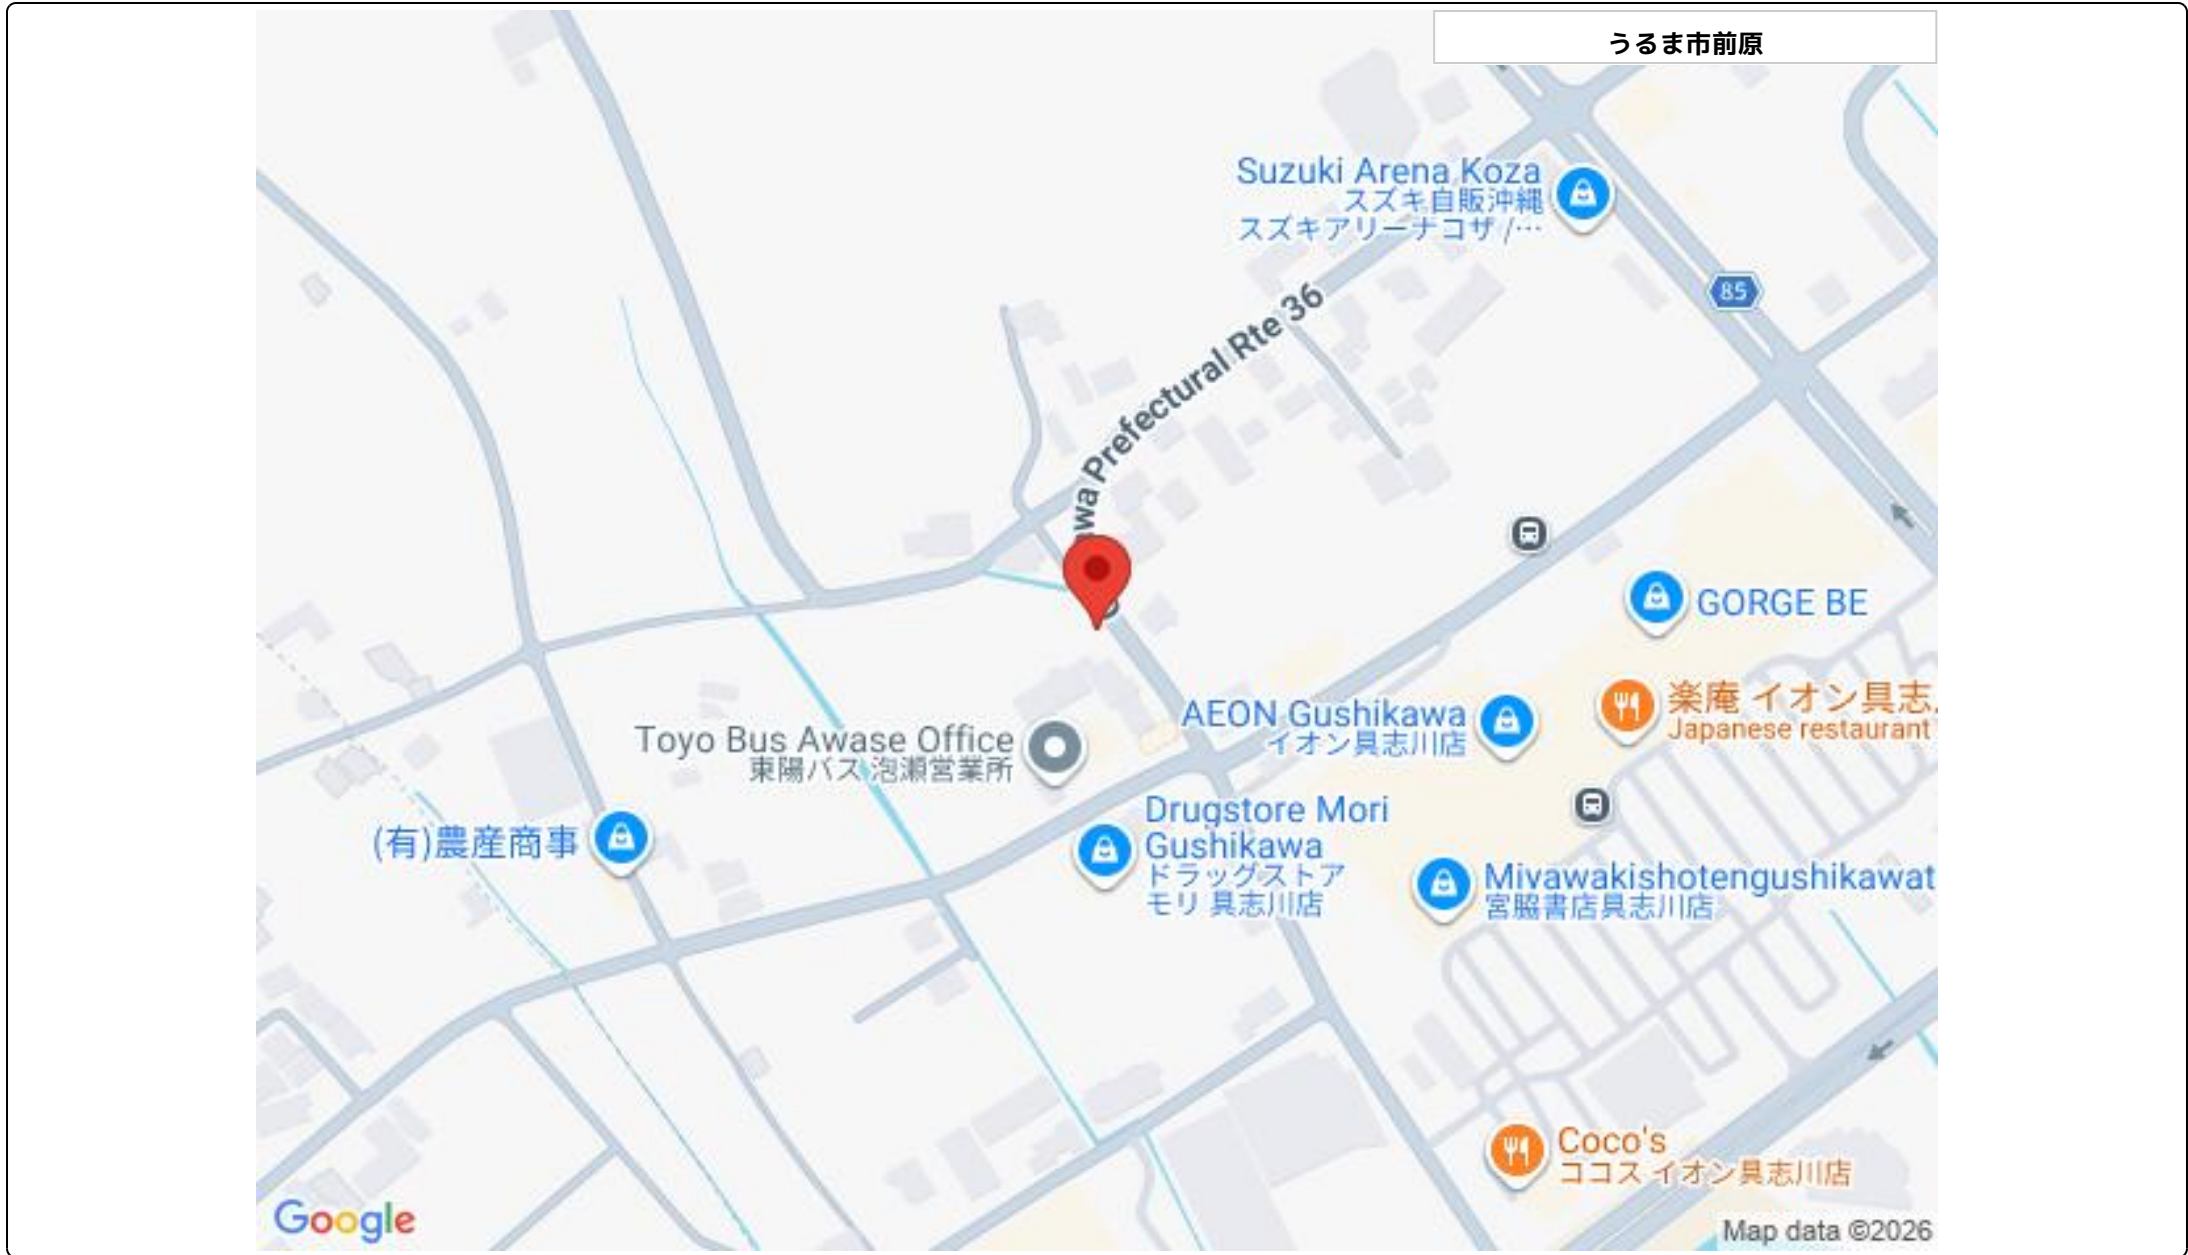 うるま市前原
Suzuki Arena Koza
スズキ自販沖縄
スズキアリーナコザ /…
85
wa Prefectural Rte 36
GORGE BE
楽庵 イオン具志
Japanese restaurant
AEON Gushikawa
イオン具志川店
Toyo Bus Awase Office
東陽バス 泡瀬営業所
Drugstore Mori
Gushikawa
ドラッグストア
モリ 具志川店
(有)農産商事
Miyawakishotengushikawat
宮脇書店具志川店
Coco's
ココス イオン具志川店
Google
Map data ©2026